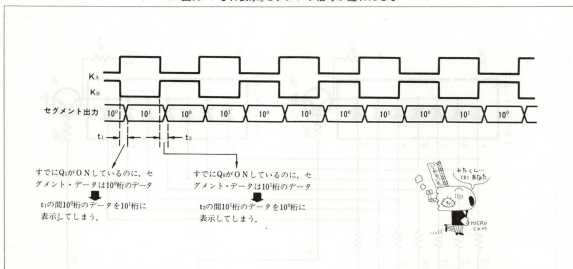 KA
KB
セグメント出力 10⁰ 10¹ 10⁰ 10¹ 10⁰ 10¹ 10⁰ 10¹ 10⁰ 10¹ 10⁰
t₁ t₂
すでにQ₁がONしているのに，セ
グメント・データは10⁰桁のデータ
t₁の間10⁰桁のデータを10¹桁に
表示してしまう。
すでにQ₀がONしているのに，セ
グメント・データは10¹桁のデータ
t₂の間10¹桁のデータを10⁰桁に
表示してしまう。
MICRO
COM